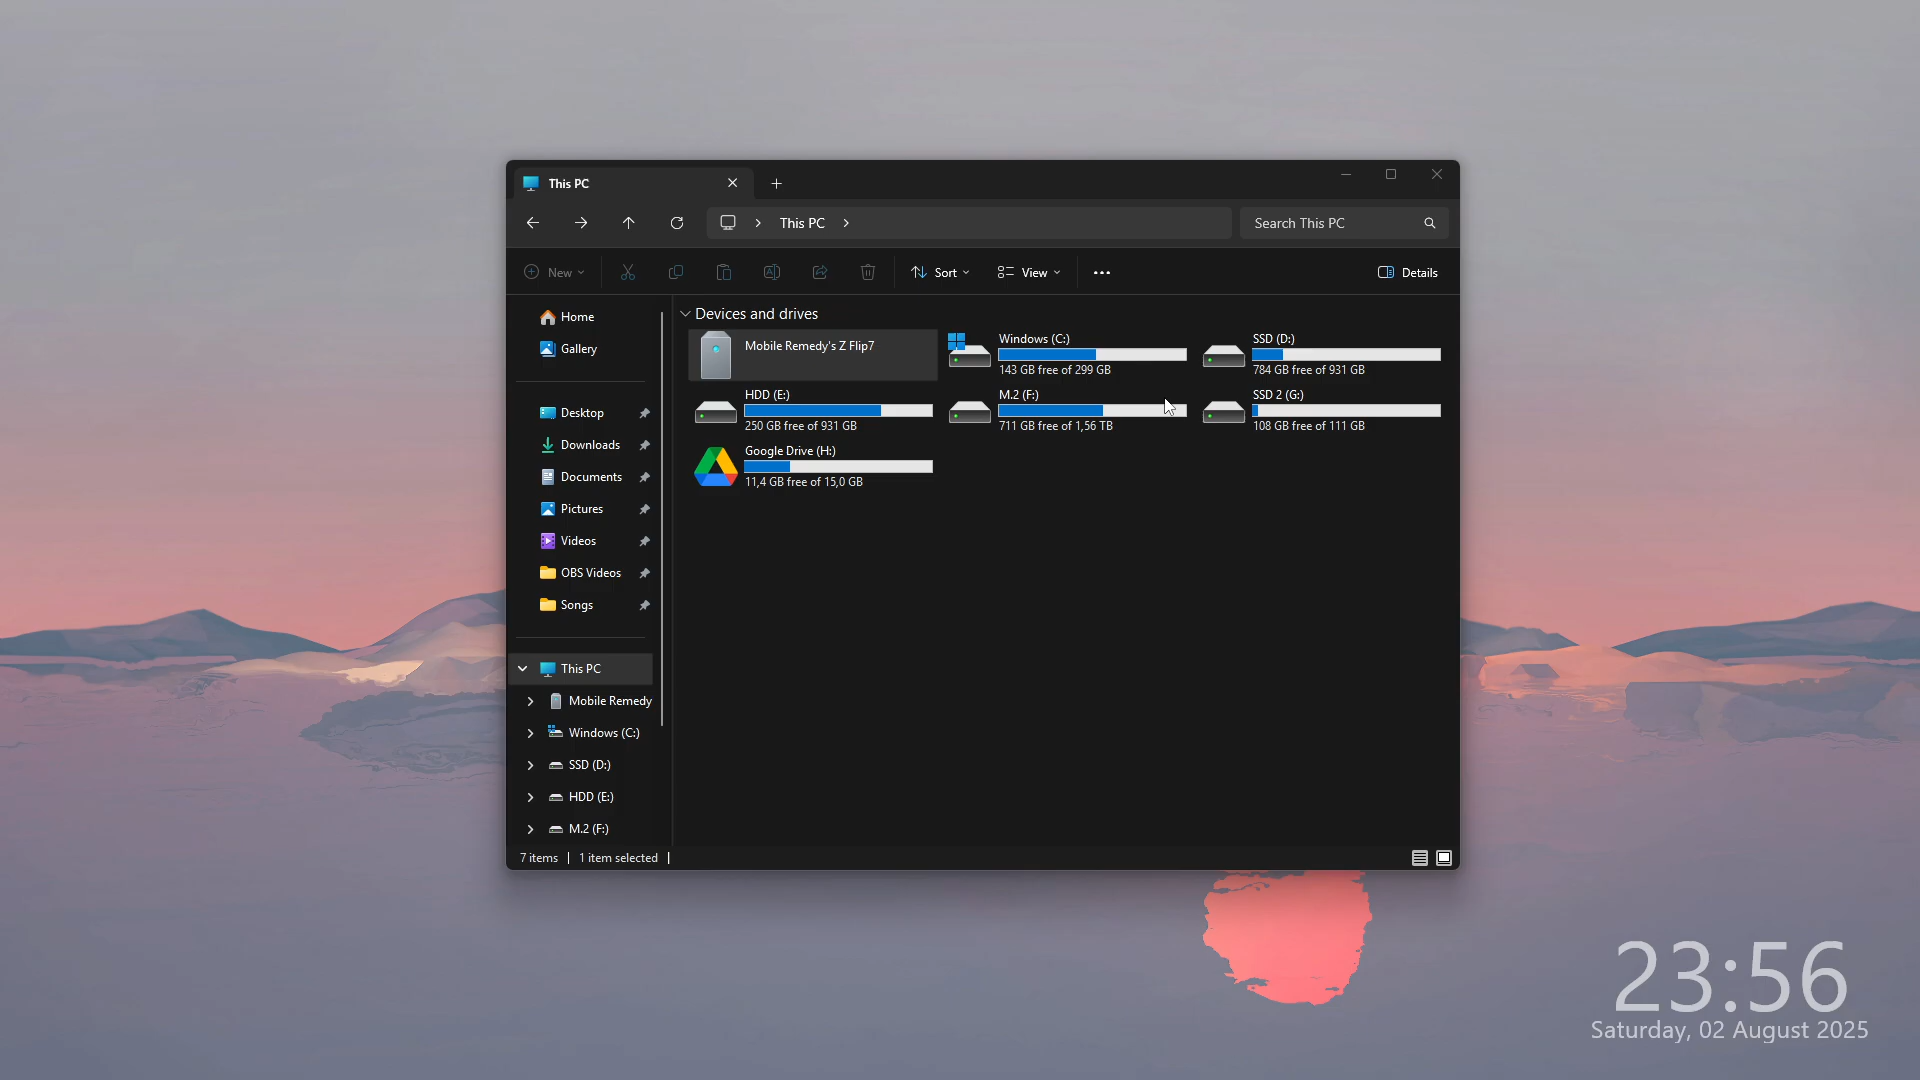 This PC
This PC
Search This PC
New
Sort
View
Details
Home
Gallery
Desktop
Downloads
Documents
Pictures
Videos
OBS Videos
Songs
This PC
Mobile Remedy
Windows (C:)
SSD (D:)
HDD (E:)
M.2 (F:)
Devices and drives
Mobile Remedy's Z Flip7
Windows (C:)
143 GB free of 299 GB
SSD (D:)
784 GB free of 931 GB
HDD (E:)
250 GB free of 931 GB
M.2 (F:)
711 GB free of 1,56 TB
SSD 2 (G:)
108 GB free of 111 GB
Google Drive (H:)
11,4 GB free of 15,0 GB
7 items
1 item selected
23:56
Saturday, 02 August 2025